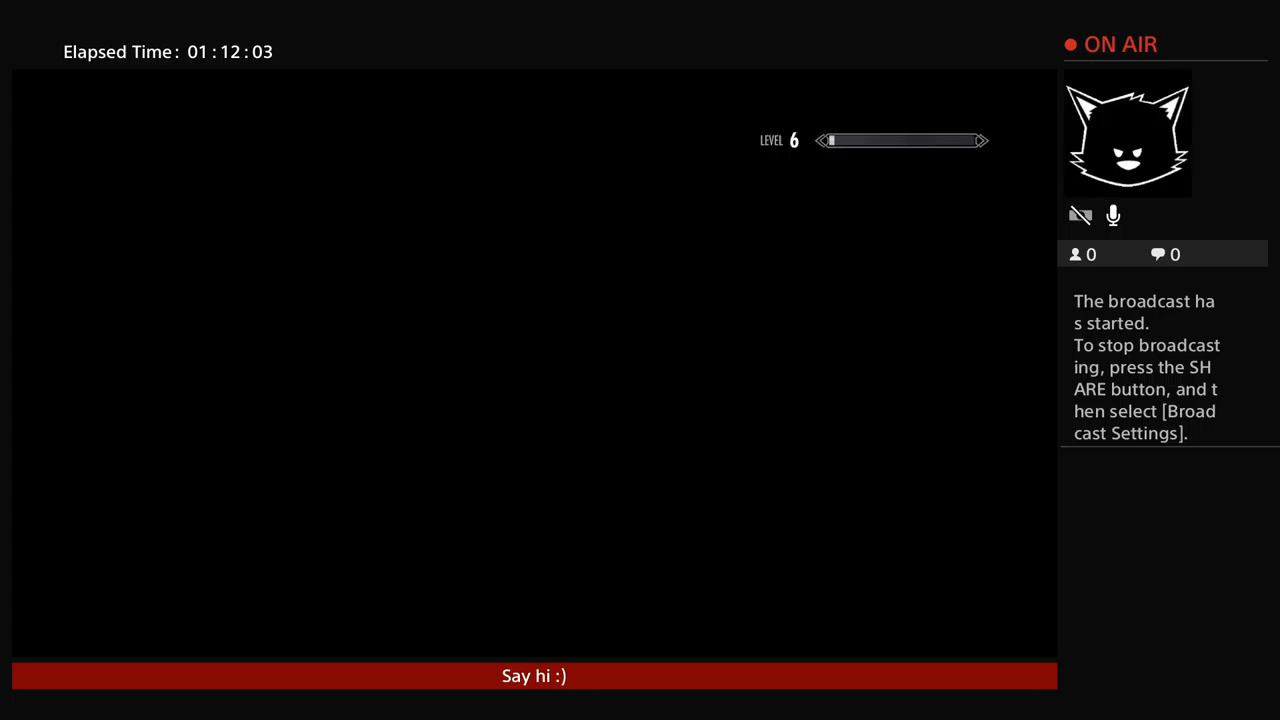 Elapsed Time: 01:12:03
ON AIR
LEVEL 6
0 0
The broadcast ha
s started.
To stop broadcast
ing, press the SH
ARE button, and t
hen select [Broad
cast Settings].
Say hi :)